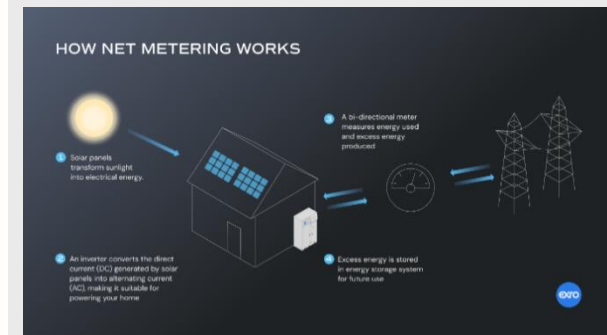 HOW NET METERING WORKS
1 Solar panels
transform sunlight
into electrical energy.
2 An inverter converts the direct
current (DC) generated by solar
panels into alternating current
(AC), making it suitable for
powering your home
3 A bi-directional meter
measures energy used
and excess energy
produced
4 Excess energy is stored
in energy storage system
for future use
exro